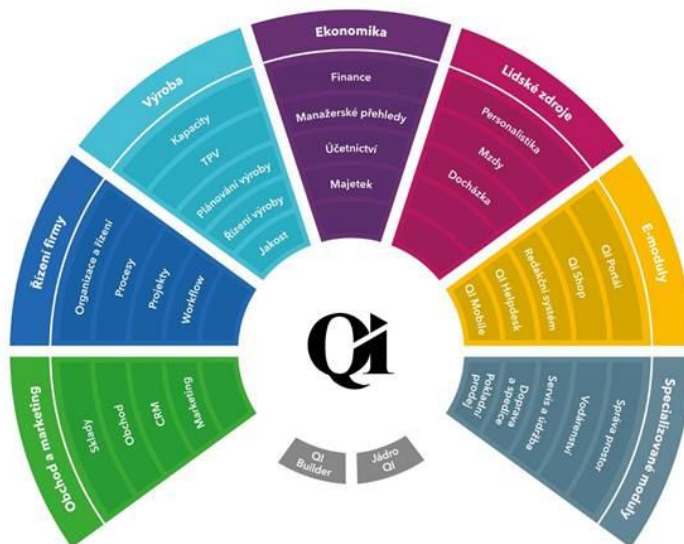 Obchod a marketing
Sklady
Obchod
CRM
Marketing
Řízení firmy
Organizace a řízení
Procesy
Projekty
Workflow
Výroba
Kapacity
TPV
Plánování výroby
Řízení výroby
Jakost
Ekonomika
Finance
Manažerské přehledy
Účetnictví
Majetek
Lidské zdroje
Personalistika
Mzdy
Docházka
E-moduly
QI Portál
QI Shop
Redakční systém
QI Helpdesk
QI Mobile
Specializované moduly
Správa prostor
Vodárenství
Servis a údržba
Doprava
a spedice
Pokladní
prodej
QI
QI
Builder
Jádro
QI